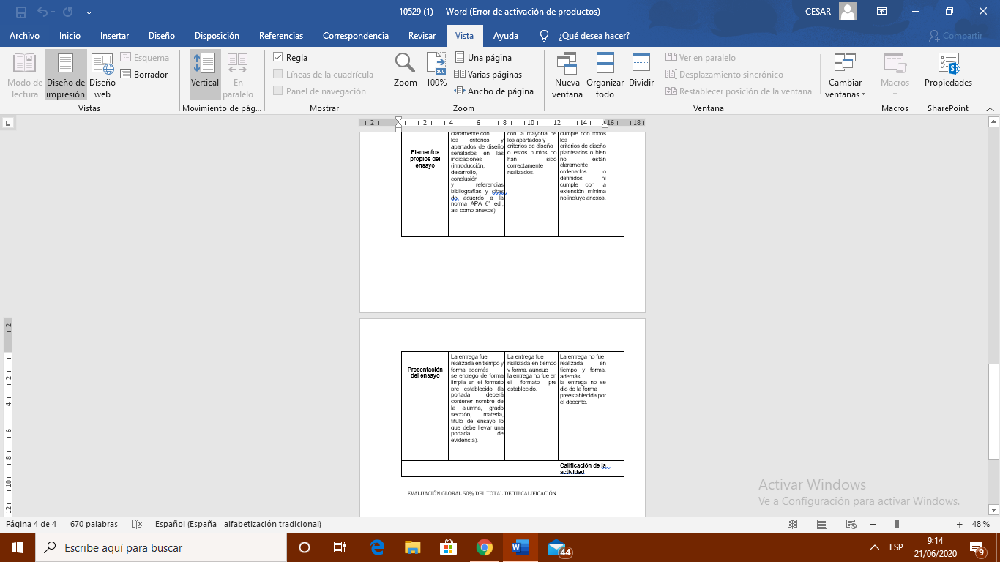 10529 (1) - Word (Error de activación de productos)
CESAR
Archivo Inicio Insertar Diseño Disposición Referencias Correspondencia Revisar Vista Ayuda ¿Qué desea hacer? Compartir
Modo de lectura
Diseño de impresión
Diseño web
Esquema
Borrador
Vistas
Vertical
En paralelo
Movimiento de pág...
Regla
Líneas de la cuadrícula
Panel de navegación
Mostrar
Zoom
100%
Una página
Varias páginas
Ancho de página
Zoom
Nueva ventana
Organizar todo
Dividir
Ver en paralelo
Desplazamiento sincrónico
Restablecer posición de la ventana
Ventana
Cambiar ventanas
Macros
Macros
Propiedades
SharePoint
2 2 4 6 8 10 12 14 16 18
Elementos
propios del
ensayo
claramente con
los criterios y
apartados de diseño
señalados en las
indicaciones
(introducción,
desarrollo,
conclusión
y referencias
bibliografías y citas
de acuerdo a la
norma APA 6ª ed.,
así como anexos).
con la mayoría de
los apartados y
criterios de diseño
o estos puntos no
han sido
correctamente
realizados.
cumple con todos
los
criterios de diseño
planteados o bien
no están
claramente
ordenados o
definidos ni
cumple con la
extensión mínima
no incluye anexos.
Presentación
del ensayo
La entrega fue
realizada en tiempo y
forma, además
se entregó de forma
limpia en el formato
pre establecido (la
portada deberá
contener nombre de
la alumna, grado
sección, materia,
titulo de ensayo lo
que debe llevar una
portada de
evidencia).
La entrega fue
realizada en tiempo
y forma, aunque
la entrega no fue en
el formato pre
establecido.
La entrega no fue
realizada en
tiempo y forma,
además
la entrega no se
dio de la forma
preestablecida por
el docente.
Calificación de la
actividad
EVALUACIÓN GLOBAL 50% DEL TOTAL DE TU CALIFICACIÓN
2
2
4
6
8
10
12
Activar Windows
Ve a Configuración para activar Windows.
Página 4 de 4 670 palabras Español (España - alfabetización tradicional) 48 %
Escribe aquí para buscar
44
ESP
9:14
21/06/2020
9